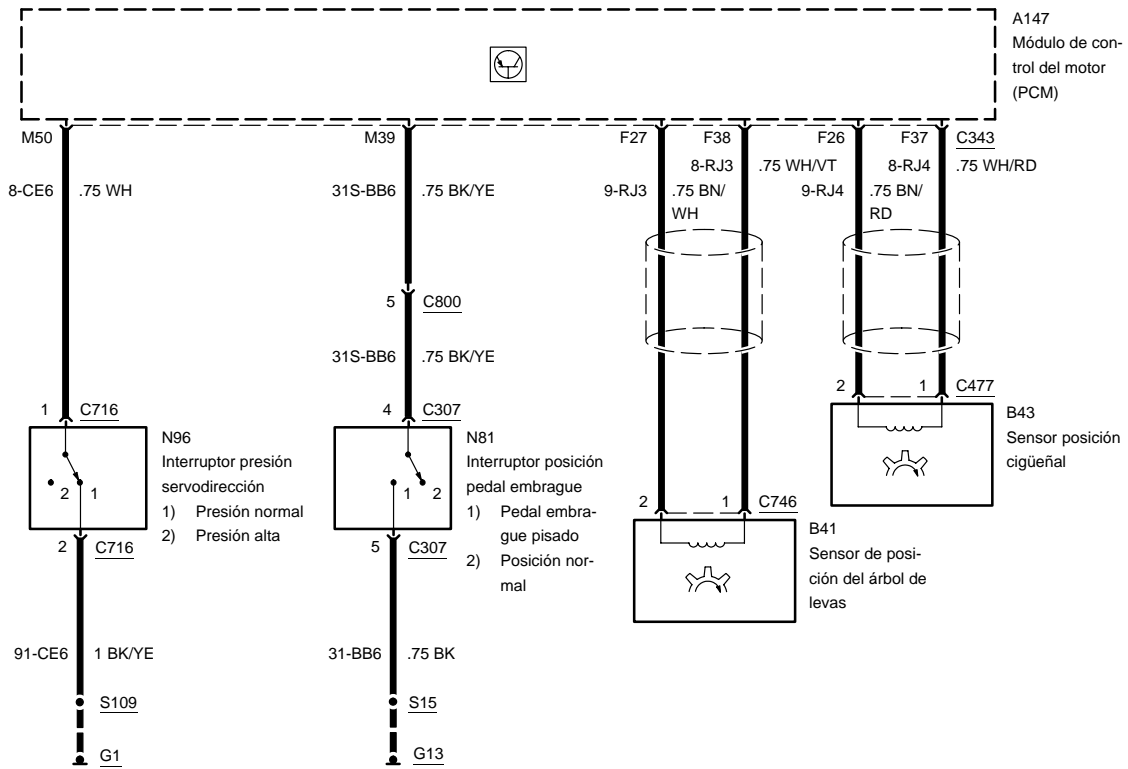 A147
Módulo de con-
trol del motor
(PCM)
M50
M39
F27
F38
F26
F37
C343
8-CE6
.75 WH
31S-BB6
.75 BK/YE
8-RJ3
.75 WH/VT
8-RJ4
.75 WH/RD
9-RJ3
.75 BN/
WH
9-RJ4
.75 BN/
RD
5
C800
31S-BB6
.75 BK/YE
1
C716
4
C307
2
1
C477
N96
Interruptor presión
servodirección
1) Presión normal
2) Presión alta
2
1
N81
Interruptor posición
pedal embrague
1) Pedal embra-
gue pisado
2) Posición nor-
mal
1
2
B43
Sensor posición
cigüeñal
2
1
C746
B41
Sensor de posi-
ción del árbol de
levas
2
C716
5
C307
91-CE6
1 BK/YE
31-BB6
.75 BK
S109
S15
G1
G13